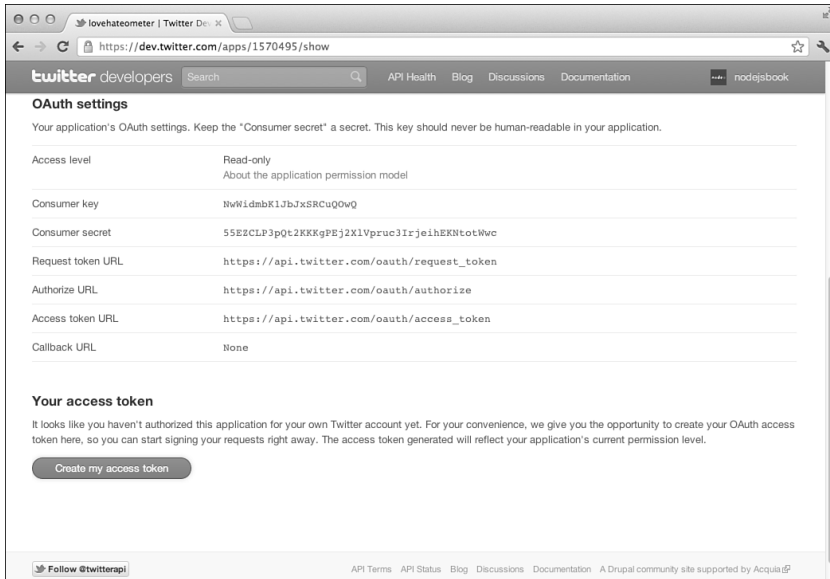 lovehateometer | Twitter Dev
https://dev.twitter.com/apps/1570495/show
twitter developers Search API Health Blog Discussions Documentation nodejsbook
OAuth settings
Your application's OAuth settings. Keep the "Consumer secret" a secret. This key should never be human-readable in your application.
Access level Read-only
About the application permission model
Consumer key NwWidmbK1JbJxSRCuQOwQ
Consumer secret 55EZCLP3pQt2KKKgPEj2XlVpruc3IrjeihEKNtotWwc
Request token URL https://api.twitter.com/oauth/request_token
Authorize URL https://api.twitter.com/oauth/authorize
Access token URL https://api.twitter.com/oauth/access_token
Callback URL None
Your access token
It looks like you haven't authorized this application for your own Twitter account yet. For your convenience, we give you the opportunity to create your OAuth access
token here, so you can start signing your requests right away. The access token generated will reflect your application's current permission level.
Create my access token
Follow @twitterapi API Terms API Status Blog Discussions Documentation A Drupal community site supported by Acquia